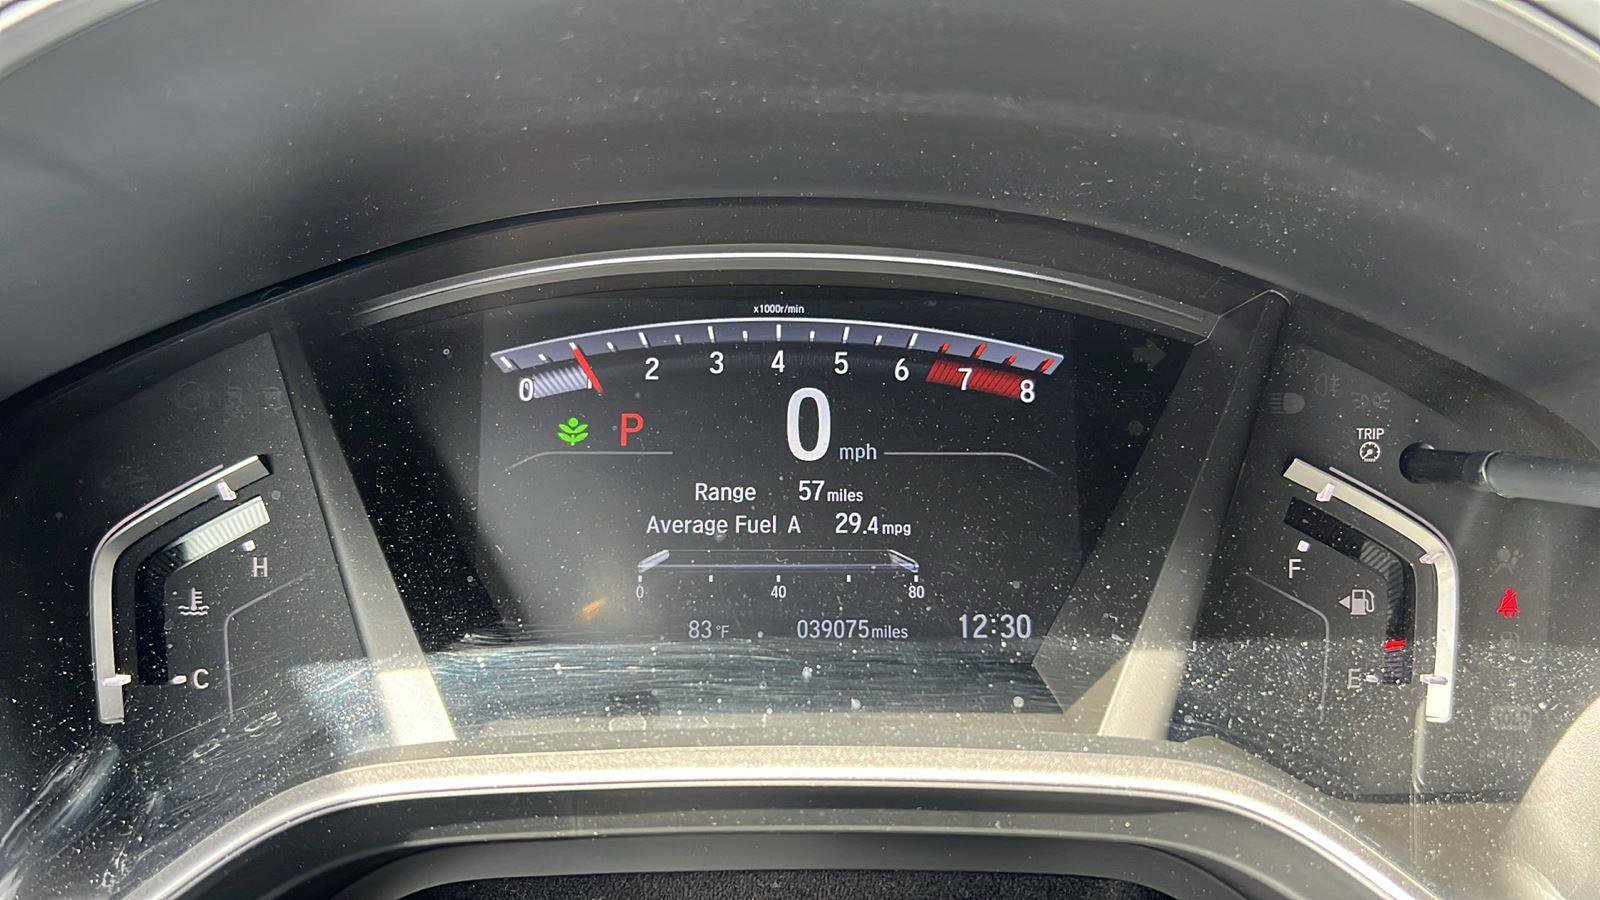 x1000r/min
0 2 3 4 5 6 7 8
P 0 mph
TRIP
Range 57 miles
Average Fuel A 29.4 mpg
0 40 80
83 °F 039075 miles 12:30
H
C
F
E